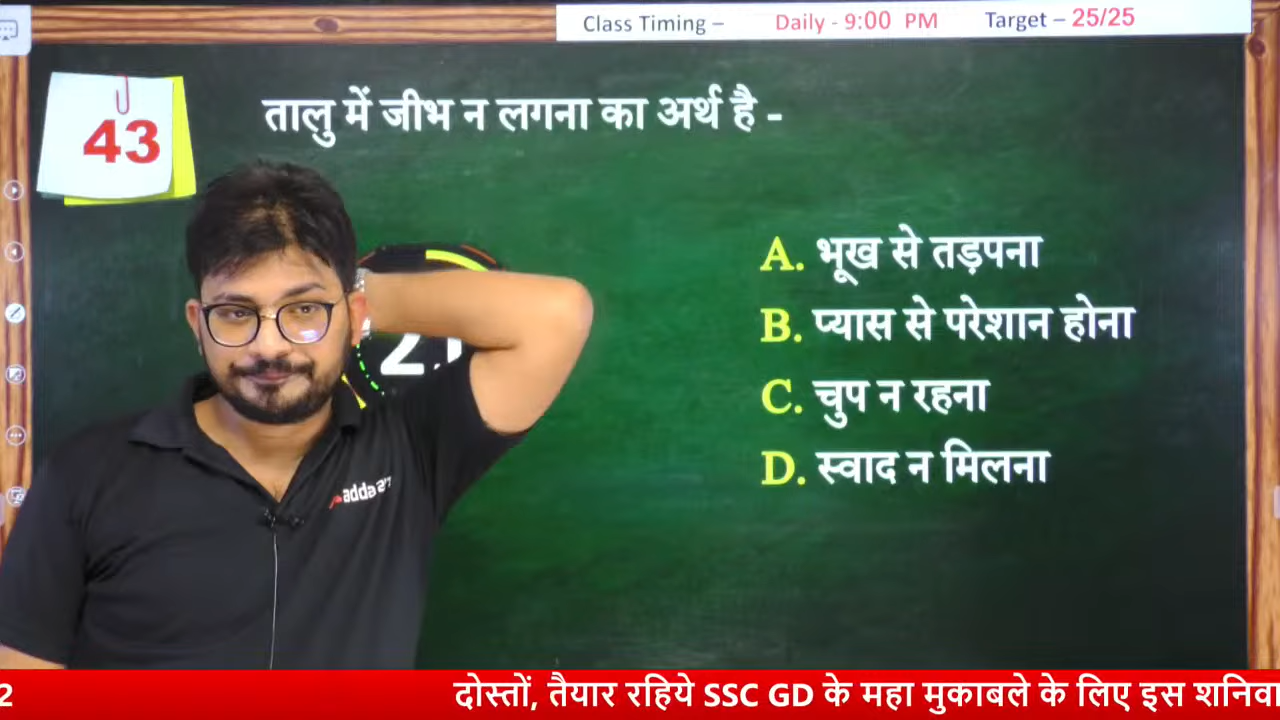 Class Timing – Daily - 9:00 PM Target – 25/25
43
तालु में जीभ न लगना का अर्थ है -
A. भूख से तड़पना
B. प्यास से परेशान होना
C. चुप न रहना
D. स्वाद न मिलना
adda247
2 दोस्तों, तैयार रहिये SSC GD के महा मुकाबले के लिए इस